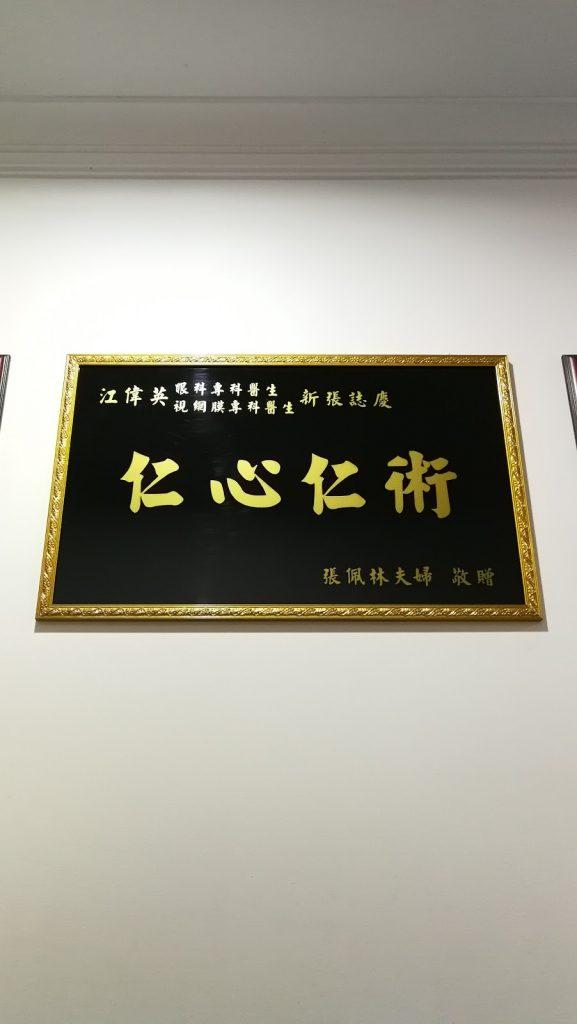 江偉英眼科專科醫生新張誌慶
視網膜專科醫生
仁心仁術
張佩林夫婦 敬贈